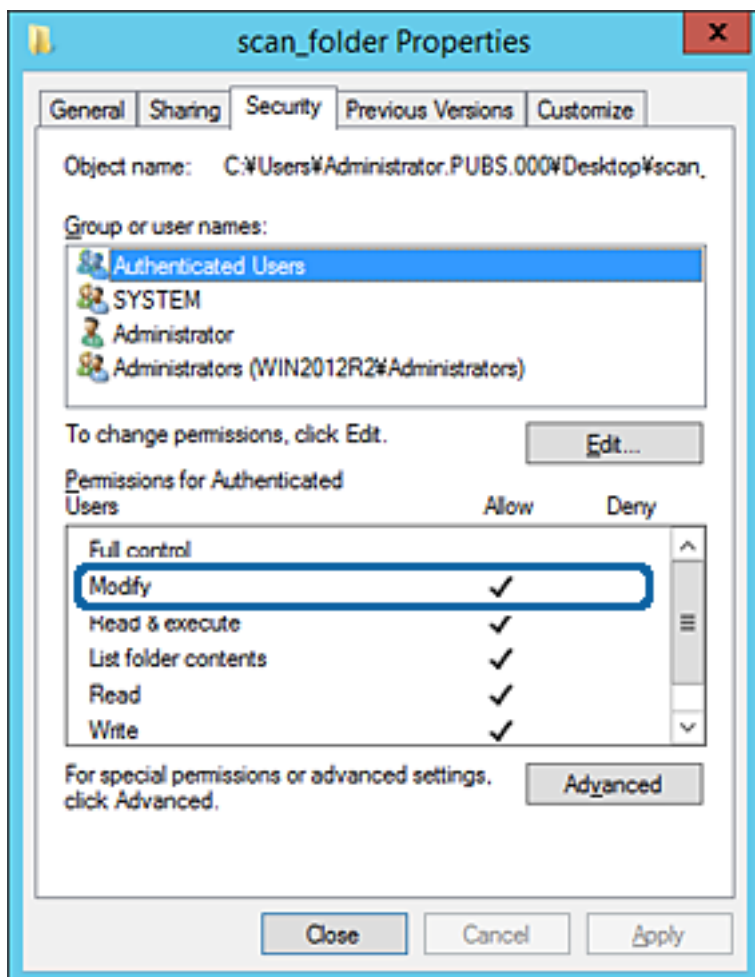 scan_folder Properties
x
General Sharing Security Previous Versions Customize
Object name: C:¥Users¥Administrator.PUBS.000¥Desktop¥scan_
Group or user names:
Authenticated Users
SYSTEM
Administrator
Administrators (WIN2012R2¥Administrators)
To change permissions, click Edit.
Edit...
Permissions for Authenticated
Users Allow Deny
Full control
Modify
Read & execute
List folder contents
Read
Write
For special permissions or advanced settings,
click Advanced.
Advanced
Close Cancel Apply